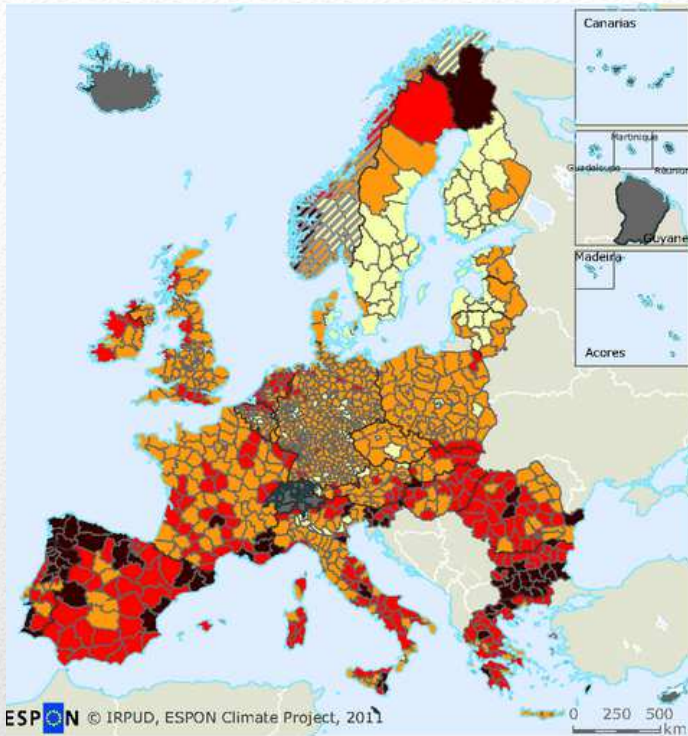 Canarias
Martinique
Guadeloupe
Réunion
Guyane
Madeira
Acores
ESPON © IRPUD, ESPON Climate Project, 2011
0 250 500
km